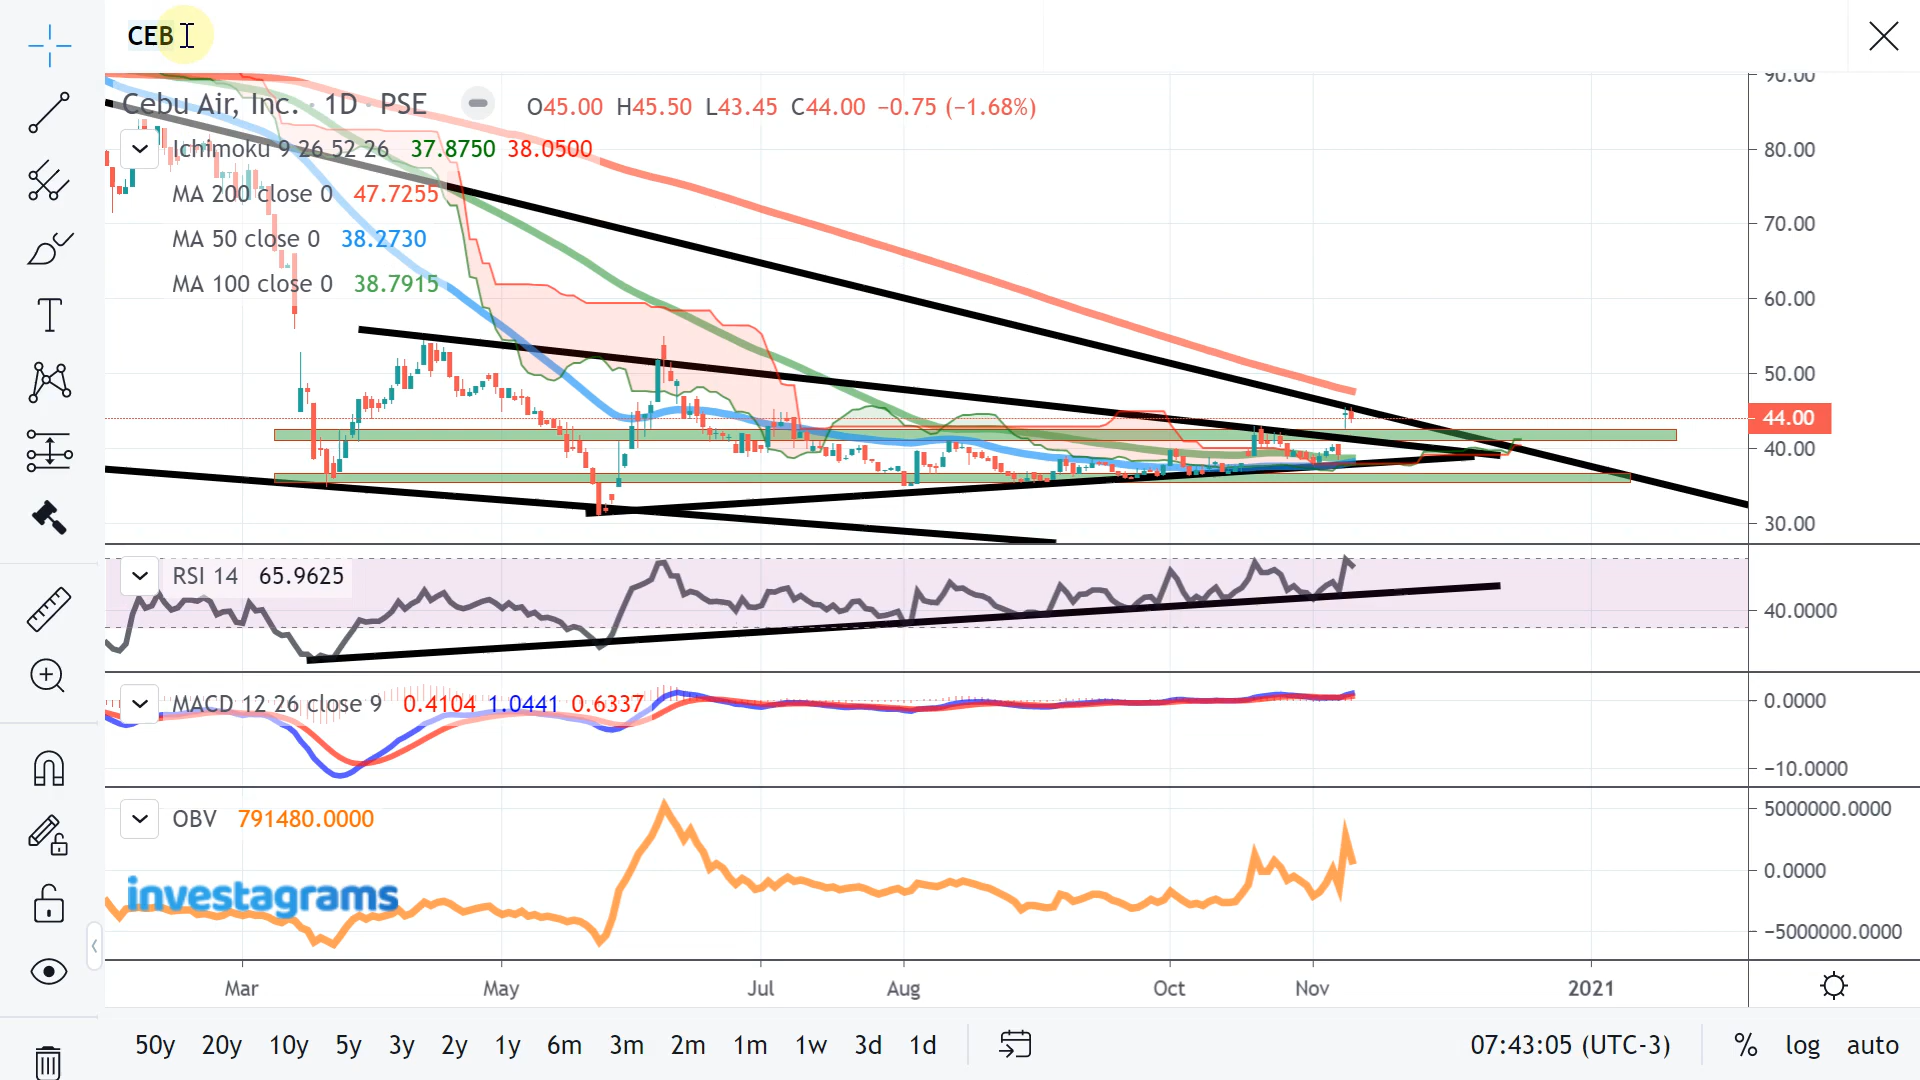 CEB
Cebu Air, Inc. · 1D · PSE O45.00 H45.50 L43.45 C44.00 −0.75 (−1.68%)
Ichimoku 9 26 52 26 37.8750 38.0500
MA 200 close 0 47.7255
MA 50 close 0 38.2730
MA 100 close 0 38.7915
90.00
80.00
70.00
60.00
50.00
44.00
40.00
30.00
RSI 14 65.9625
40.0000
MACD 12 26 close 9 0.4104 1.0441 0.6337
0.0000
−10.0000
OBV 791480.0000
5000000.0000
0.0000
−5000000.0000
investagrams
Mar May Jul Aug Oct Nov 2021
50y 20y 10y 5y 3y 2y 1y 6m 3m 2m 1m 1w 3d 1d 07:43:05 (UTC-3) % log auto